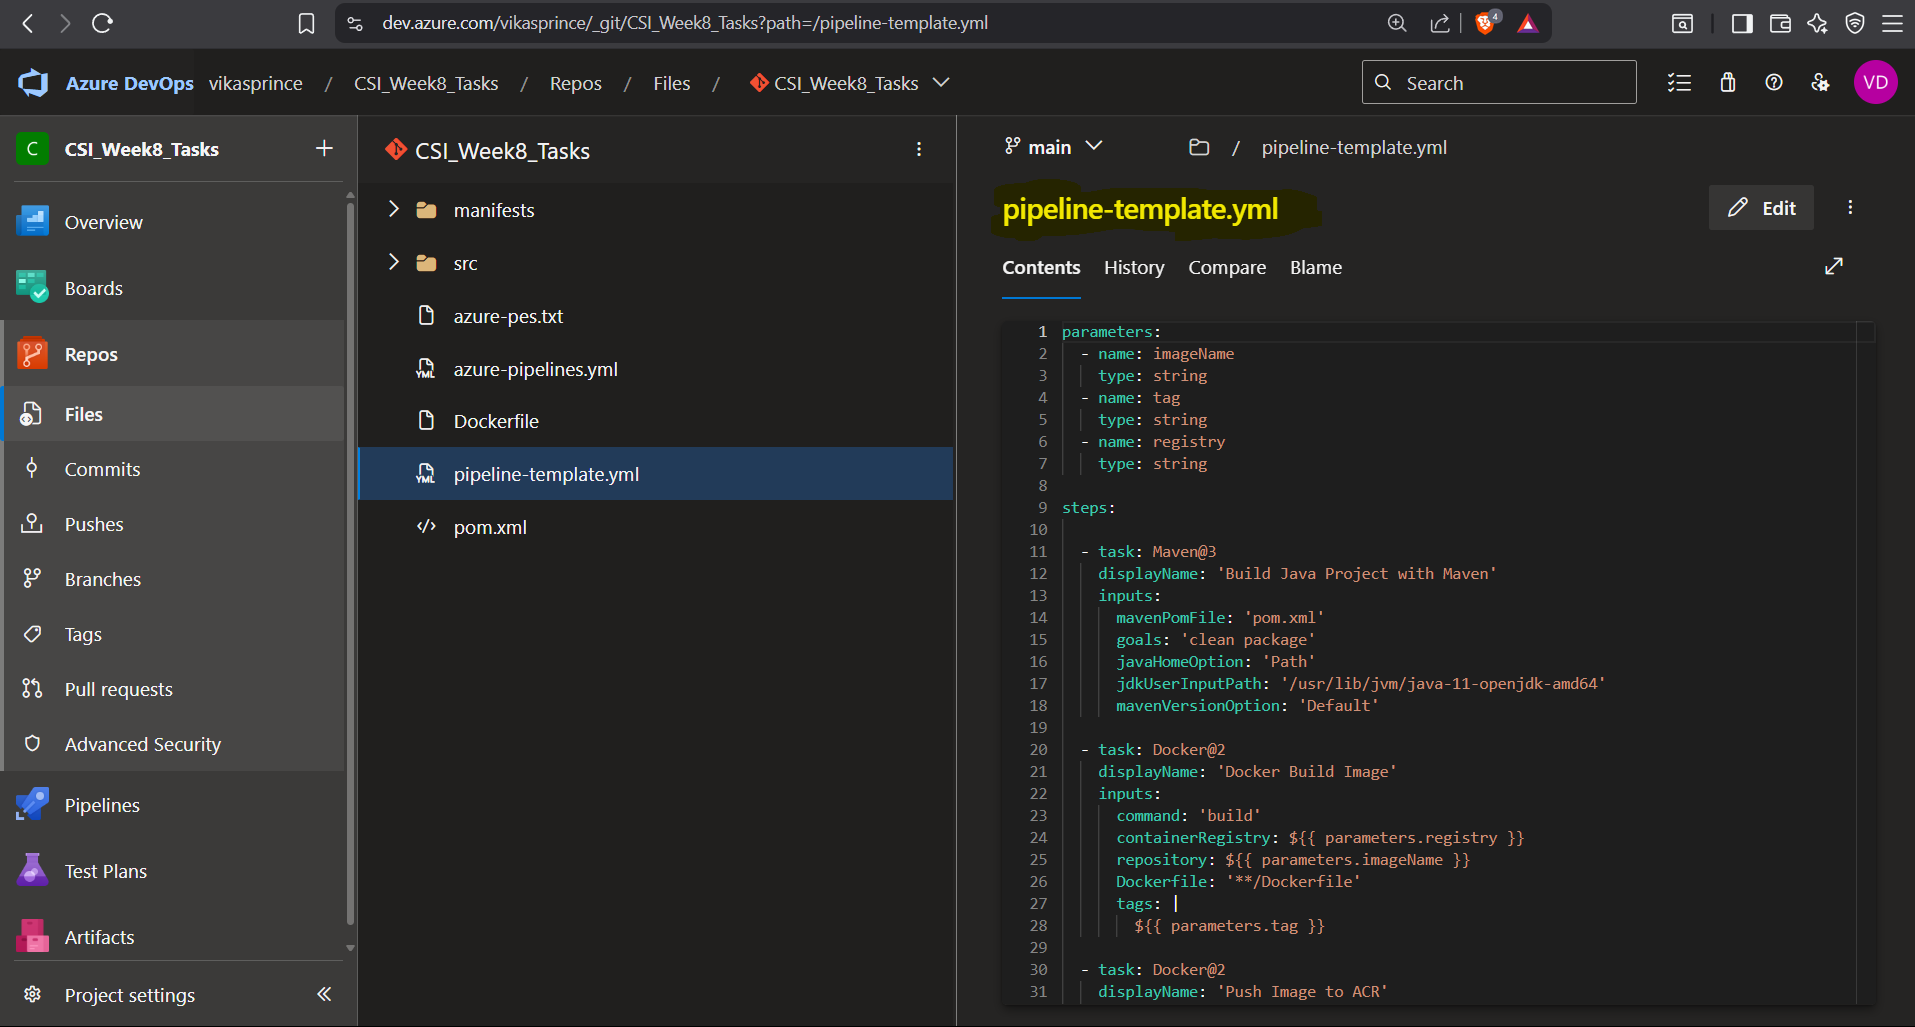 dev.azure.com/vikasprince/_git/CSI_Week8_Tasks?path=/pipeline-template.yml
4
Azure DevOps vikasprince / CSI_Week8_Tasks / Repos / Files / CSI_Week8_Tasks
Search
VD
C CSI_Week8_Tasks +
Overview
Boards
Repos
Files
Commits
Pushes
Branches
Tags
Pull requests
Advanced Security
Pipelines
Test Plans
Artifacts
Project settings
CSI_Week8_Tasks
manifests
src
azure-pes.txt
YML azure-pipelines.yml
Dockerfile
YML pipeline-template.yml
</> pom.xml
main / pipeline-template.yml
pipeline-template.yml
Edit
Contents History Compare Blame
1 parameters:
2 - name: imageName
3 type: string
4 - name: tag
5 type: string
6 - name: registry
7 type: string
8
9 steps:
10
11 - task: Maven@3
12 displayName: 'Build Java Project with Maven'
13 inputs:
14 mavenPomFile: 'pom.xml'
15 goals: 'clean package'
16 javaHomeOption: 'Path'
17 jdkUserInputPath: '/usr/lib/jvm/java-11-openjdk-amd64'
18 mavenVersionOption: 'Default'
19
20 - task: Docker@2
21 displayName: 'Docker Build Image'
22 inputs:
23 command: 'build'
24 containerRegistry: ${{ parameters.registry }}
25 repository: ${{ parameters.imageName }}
26 Dockerfile: '**/Dockerfile'
27 tags: |
28 ${{ parameters.tag }}
29
30 - task: Docker@2
31 displayName: 'Push Image to ACR'